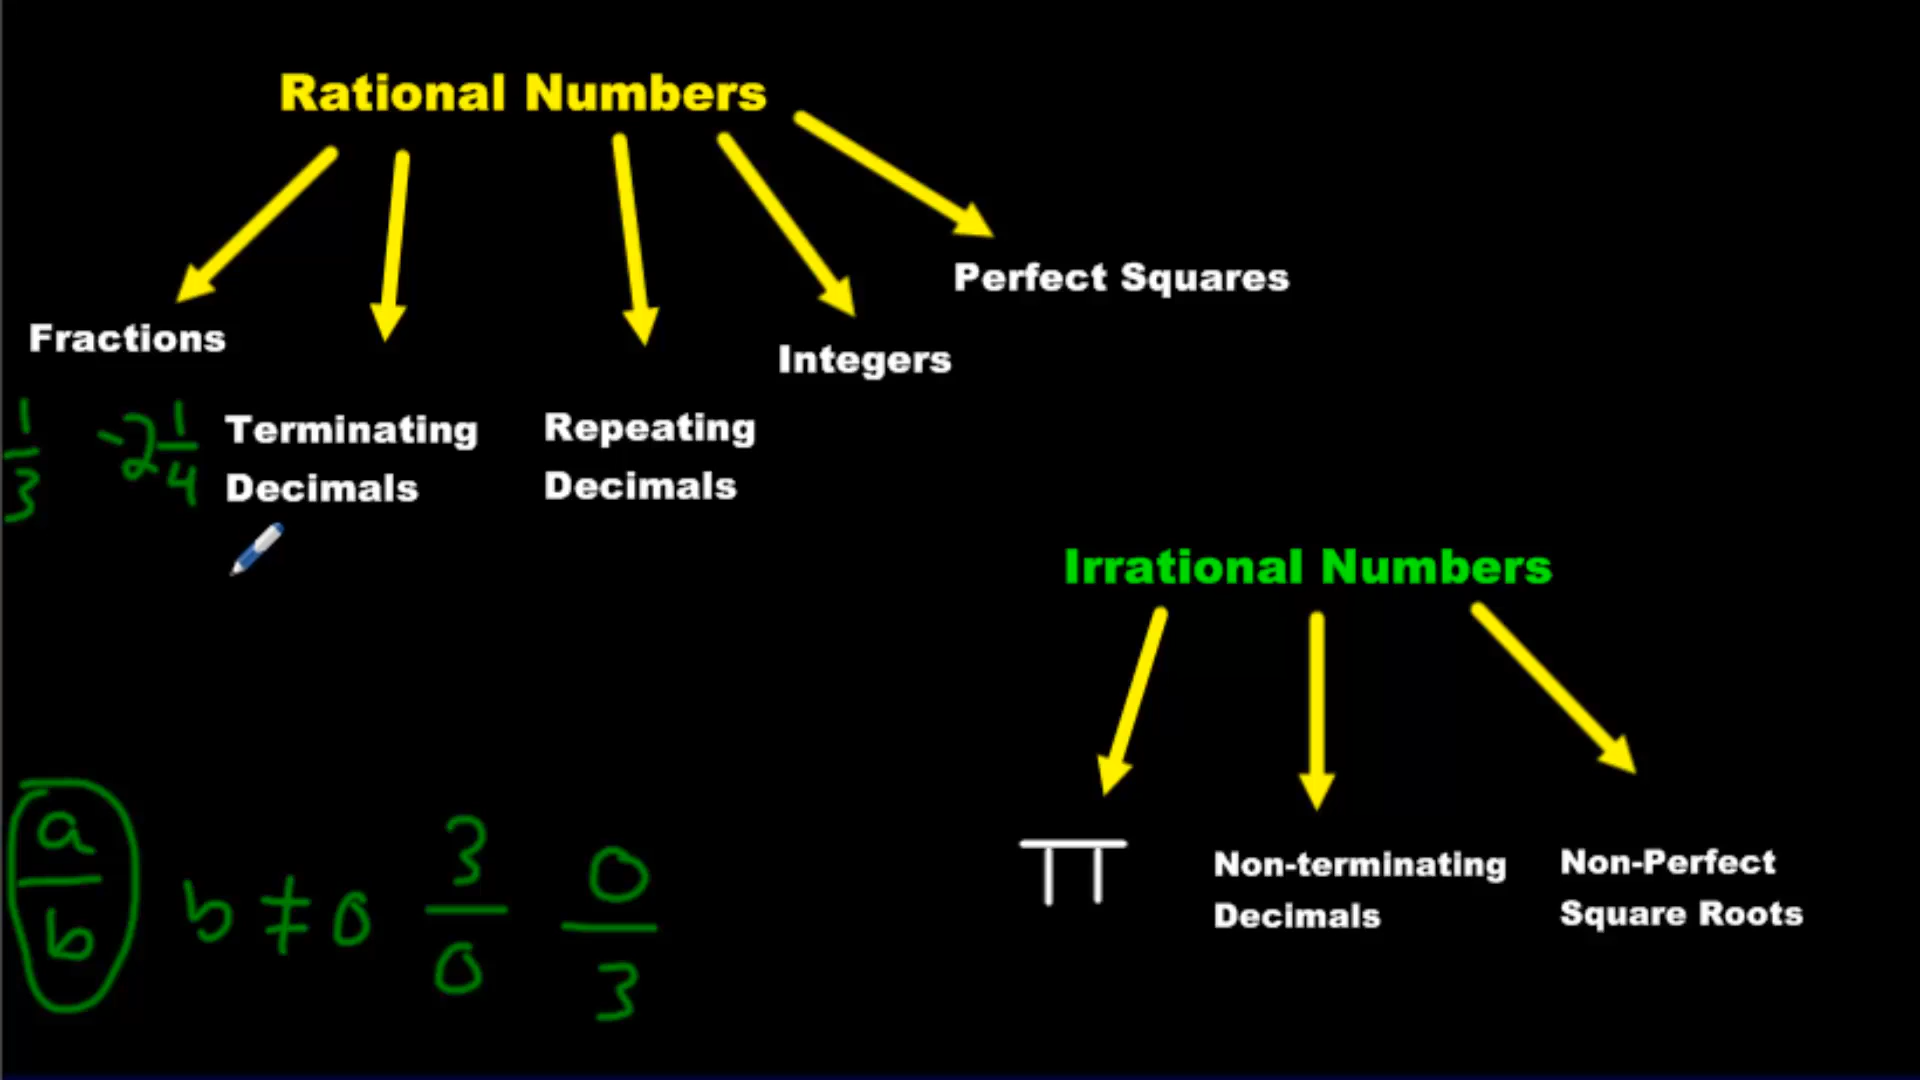 Rational Numbers
Perfect Squares
Fractions
Integers
1/3 -2 1/4
Terminating
Decimals
Repeating
Decimals
Irrational Numbers
π
Non-terminating
Decimals
Non-Perfect
Square Roots
a/b b ≠ 0 3/0 0/3